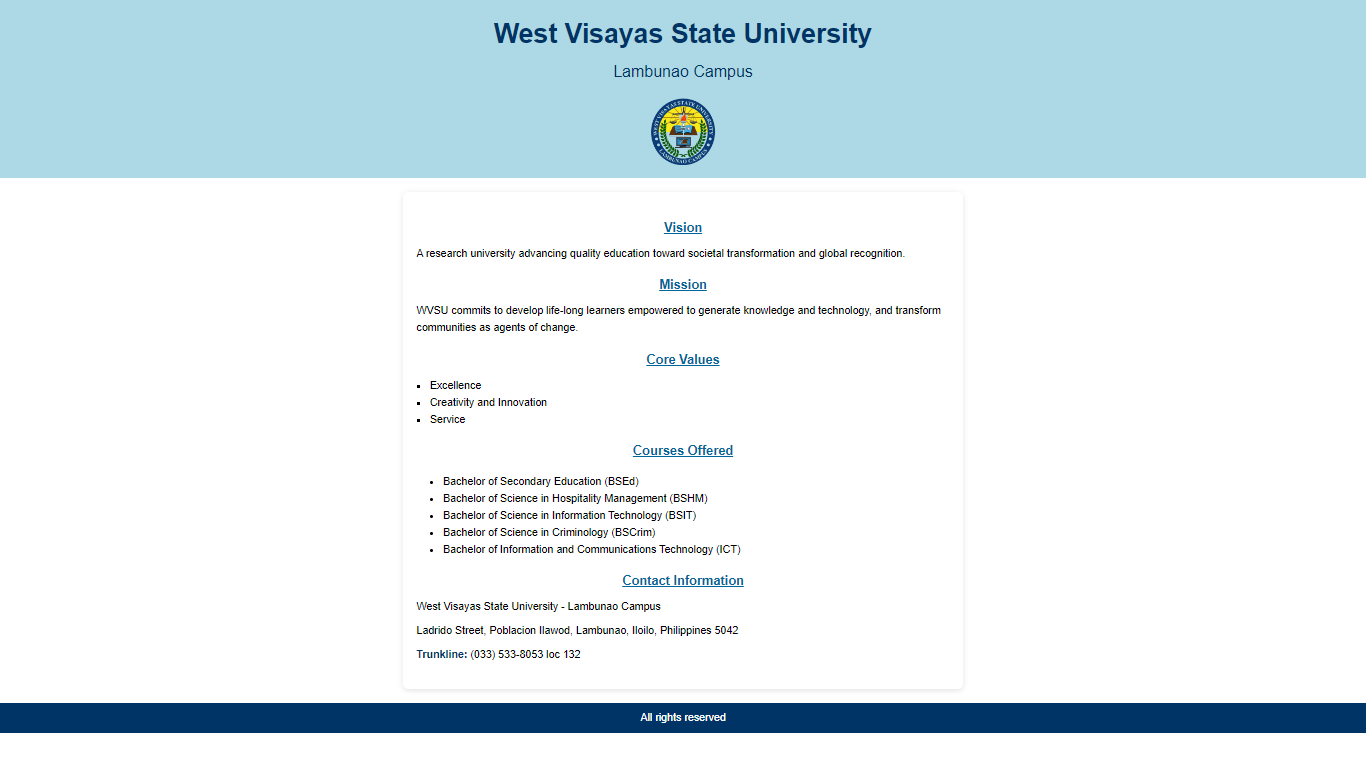 West Visayas State University
Lambunao Campus
WEST VISAYAS STATE UNIVERSITY
LAMBUNAO CAMPUS
Vision
A research university advancing quality education toward societal transformation and global recognition.
Mission
WVSU commits to develop life-long learners empowered to generate knowledge and technology, and transform
communities as agents of change.
Core Values
Excellence
Creativity and Innovation
Service
Courses Offered
Bachelor of Secondary Education (BSEd)
Bachelor of Science in Hospitality Management (BSHM)
Bachelor of Science in Information Technology (BSIT)
Bachelor of Science in Criminology (BSCrim)
Bachelor of Information and Communications Technology (ICT)
Contact Information
West Visayas State University - Lambunao Campus
Ladrido Street, Poblacion Ilawod, Lambunao, Iloilo, Philippines 5042
Trunkline: (033) 533-8053 loc 132
All rights reserved